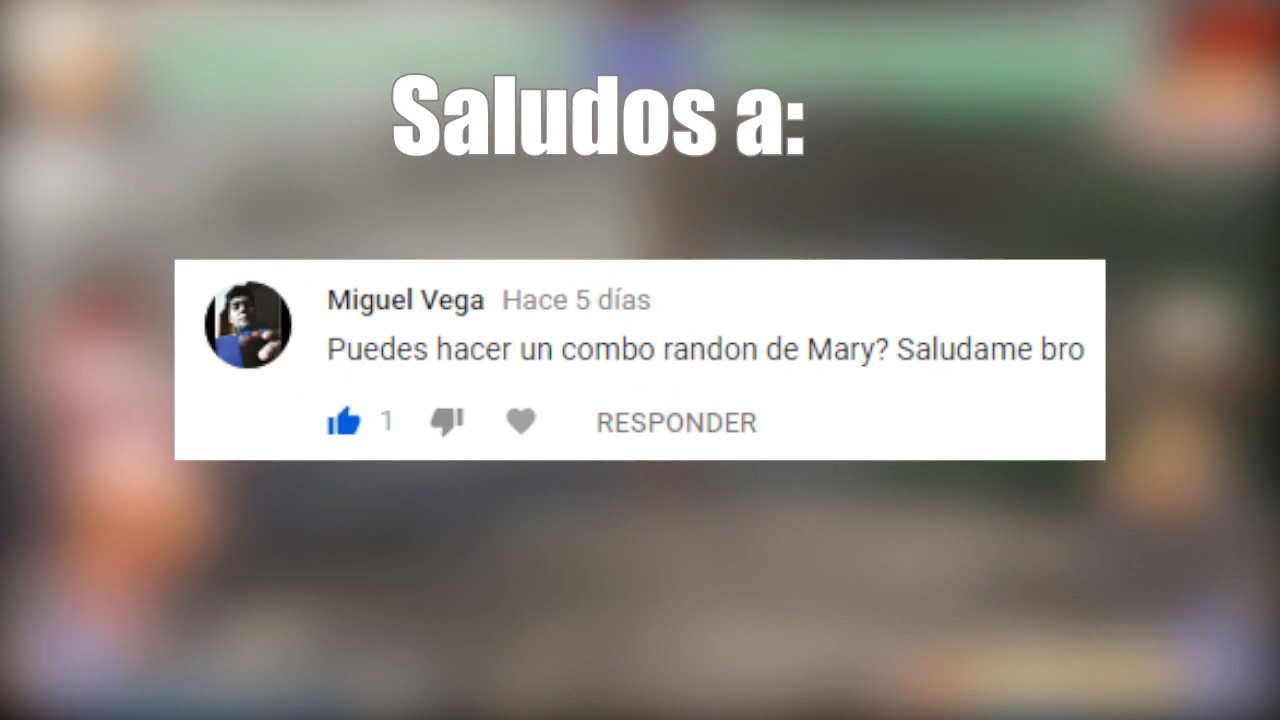 Saludos a:
Miguel Vega Hace 5 días
Puedes hacer un combo randon de Mary? Saludame bro
1 RESPONDER